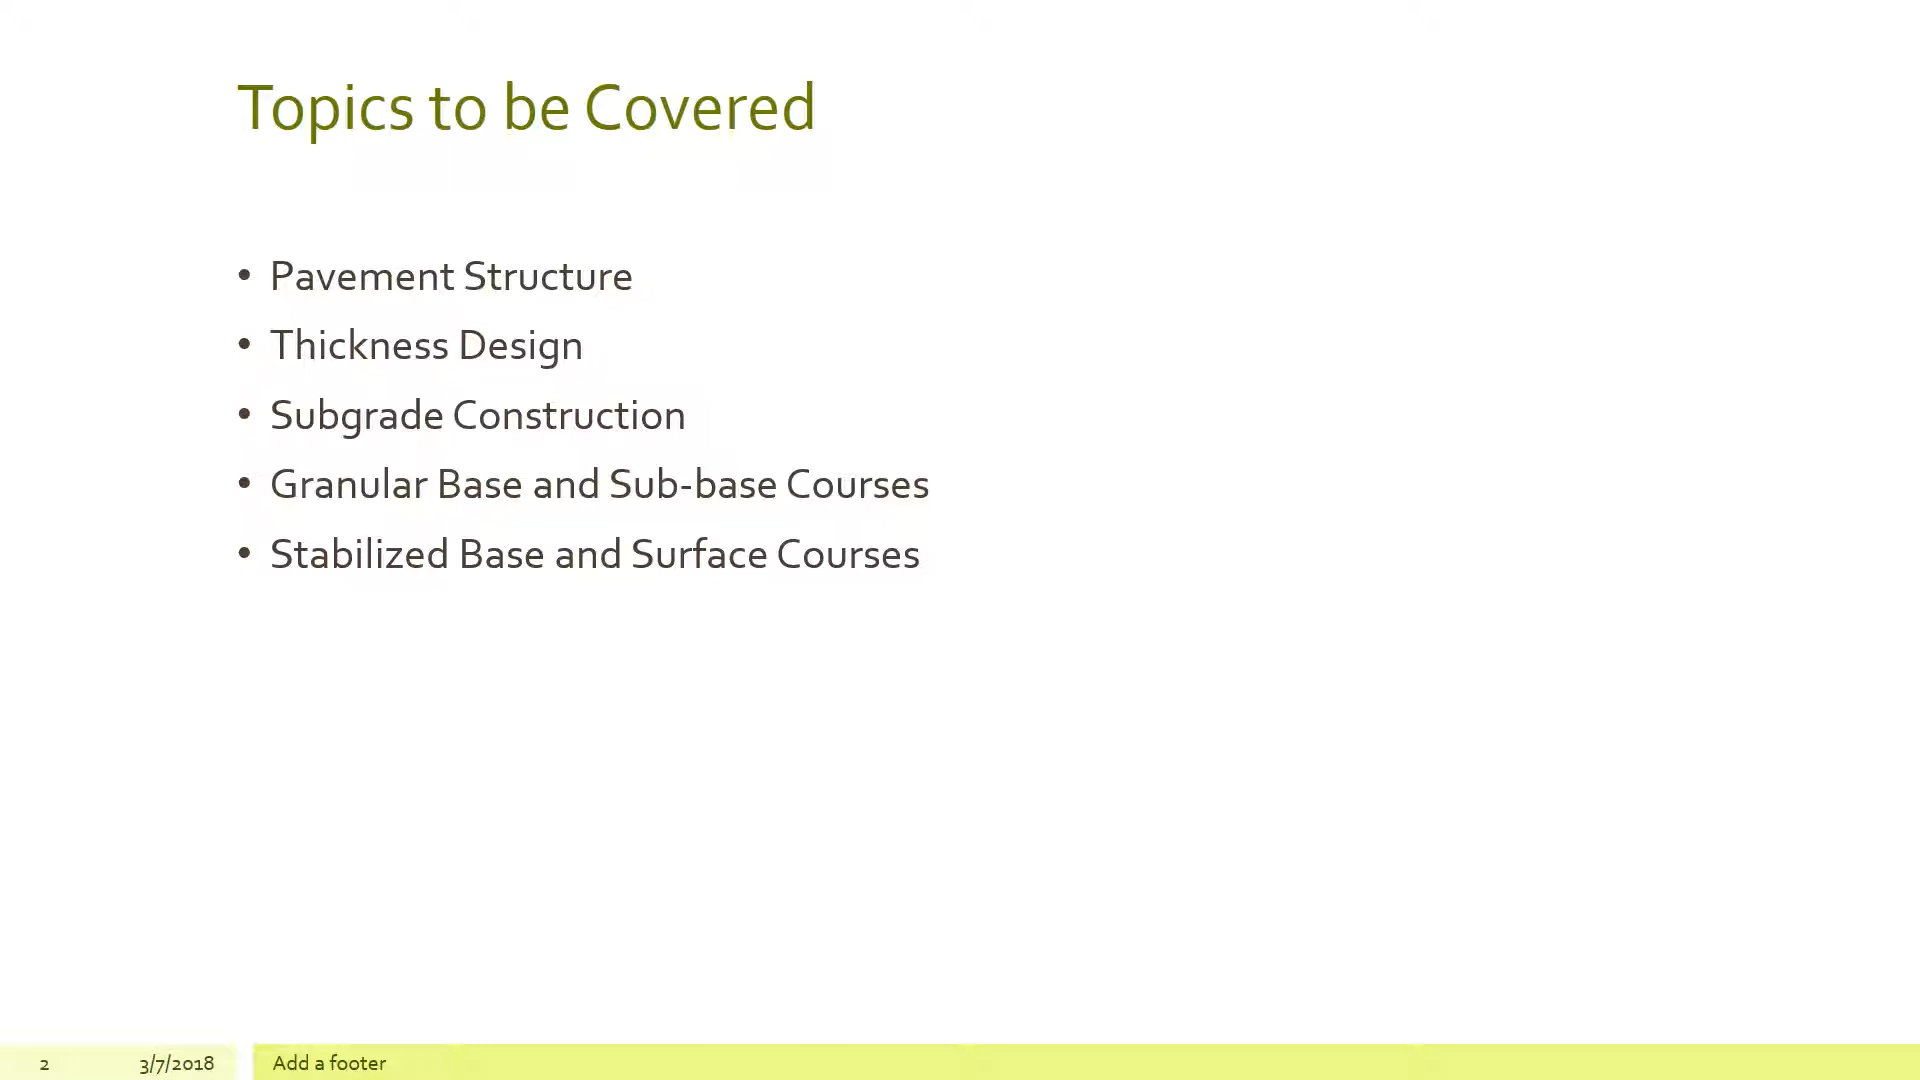 Topics to be Covered
• Pavement Structure
• Thickness Design
• Subgrade Construction
• Granular Base and Sub-base Courses
• Stabilized Base and Surface Courses
2 3/7/2018 Add a footer